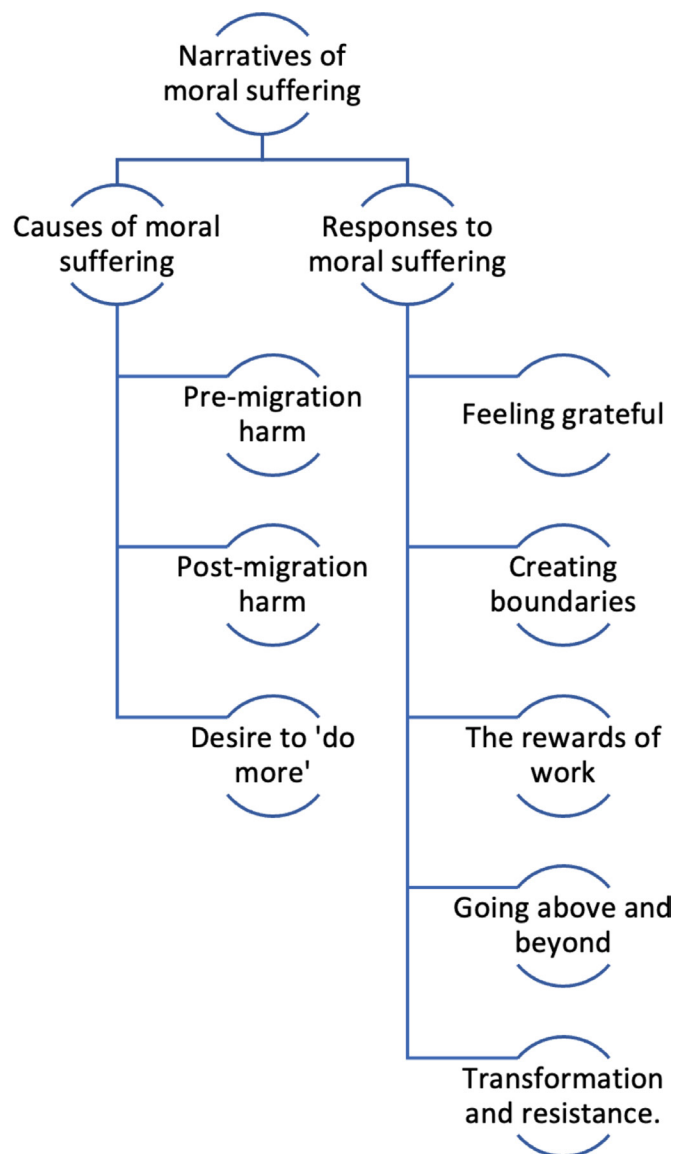 Narratives of
moral suffering
Causes of moral
suffering
Responses to
moral suffering
Pre-migration
harm
Post-migration
harm
Desire to 'do
more'
Feeling grateful
Creating
boundaries
The rewards of
work
Going above and
beyond
Transformation
and resistance.